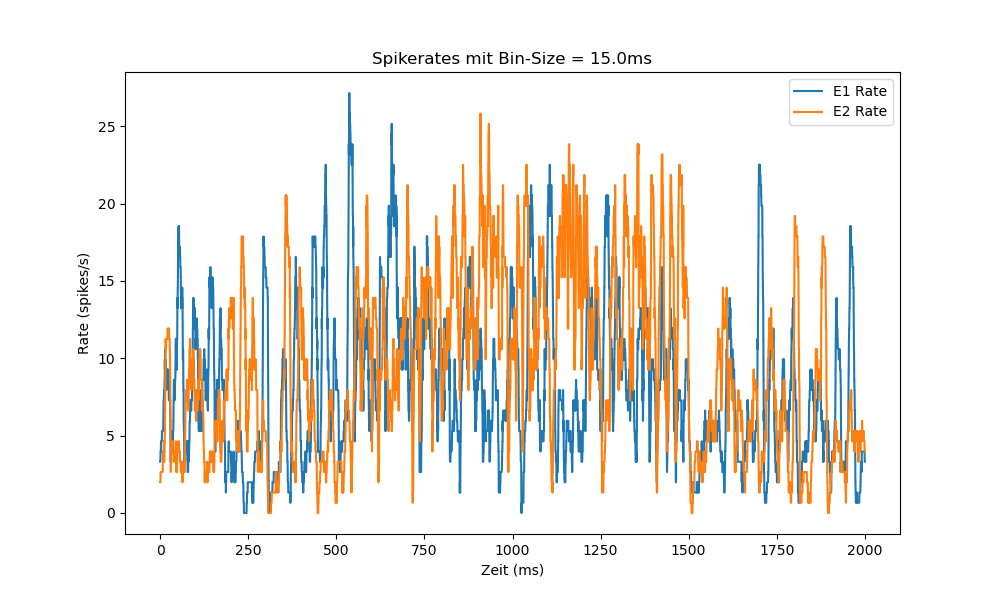 Spikerates mit Bin-Size = 15.0ms
E1 Rate
E2 Rate
Rate (spikes/s)
25
20
15
10
5
0
0 250 500 750 1000 1250 1500 1750 2000
Zeit (ms)